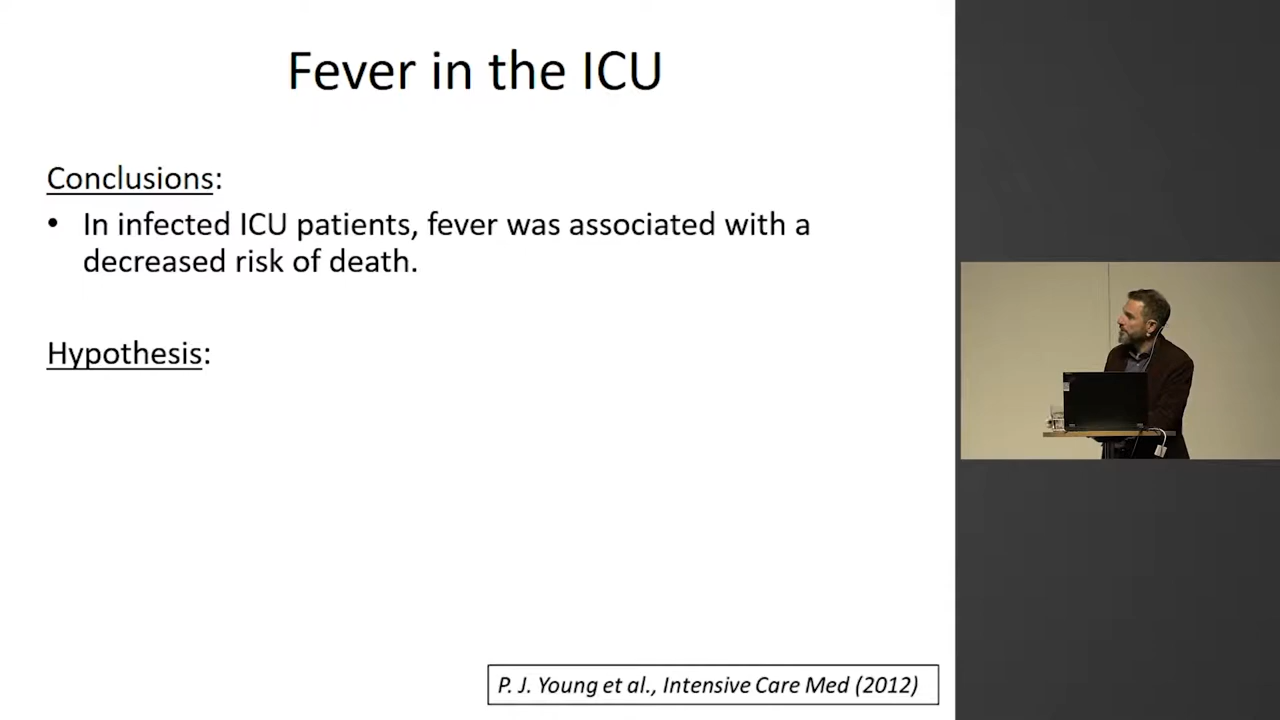 Fever in the ICU
Conclusions:
• In infected ICU patients, fever was associated with a
decreased risk of death.
Hypothesis:
P. J. Young et al., Intensive Care Med (2012)